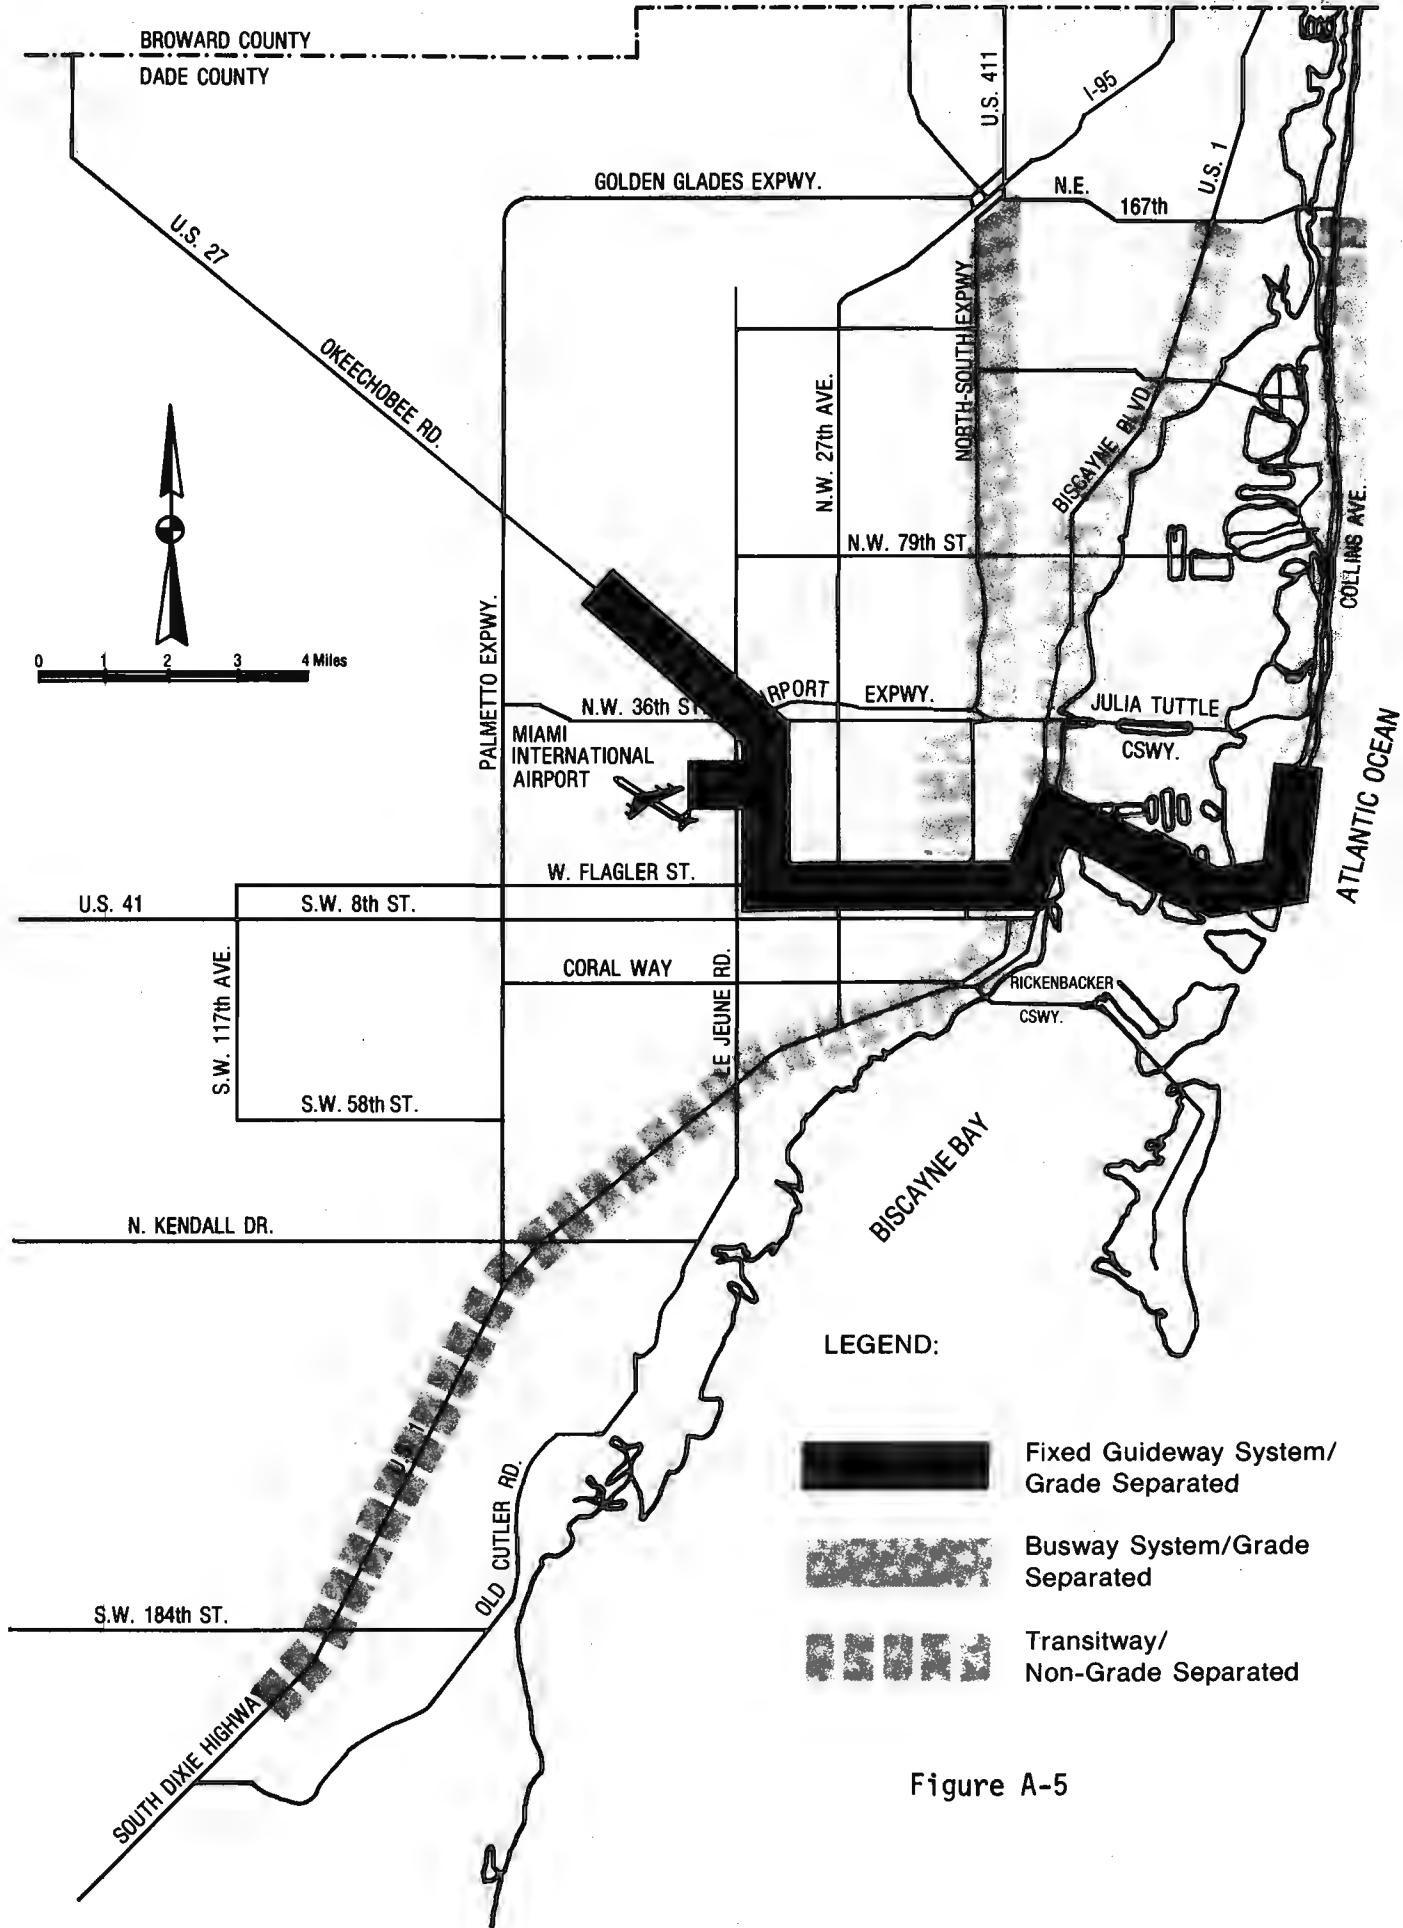 BROWARD COUNTY
DADE COUNTY
U.S. 411
I-95
U.S. 1
GOLDEN GLADES EXPWY.
N.E.
167th
U.S. 27
OKEECHOBEE RD.
NORTH-SOUTH EXPWY
N.W. 27th AVE.
BISCAYNE BLVD.
N.W. 79th ST.
COLLINS AVE.
PALMETTO EXPWY.
0 1 2 3 4 Miles
N.W. 36th ST.
IRPORT EXPWY.
JULIA TUTTLE
CSWY.
MIAMI
INTERNATIONAL
AIRPORT
ATLANTIC OCEAN
W. FLAGLER ST.
U.S. 41
S.W. 8th ST.
CORAL WAY
LE JEUNE RD.
RICKENBACKER
CSWY.
S.W. 117th AVE.
S.W. 58th ST.
BISCAYNE BAY
N. KENDALL DR.
U.S. 1
OLD CUTLER RD.
S.W. 184th ST.
SOUTH DIXIE HIGHWAY
LEGEND:
Fixed Guideway System/
Grade Separated
Busway System/Grade
Separated
Transitway/
Non-Grade Separated
Figure A-5